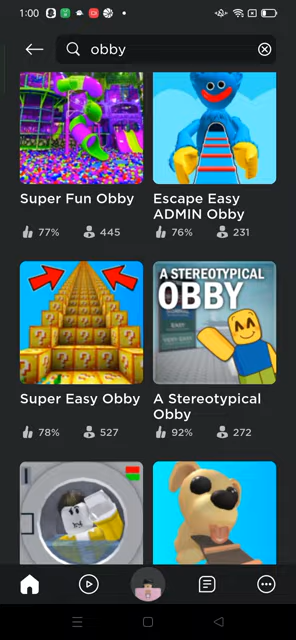 1:00
obby
Super Fun Obby
77% 445
Escape Easy
ADMIN Obby
76% 231
Super Easy Obby
78% 527
A STEREOTYPICAL
OBBY
A Stereotypical
Obby
92% 272